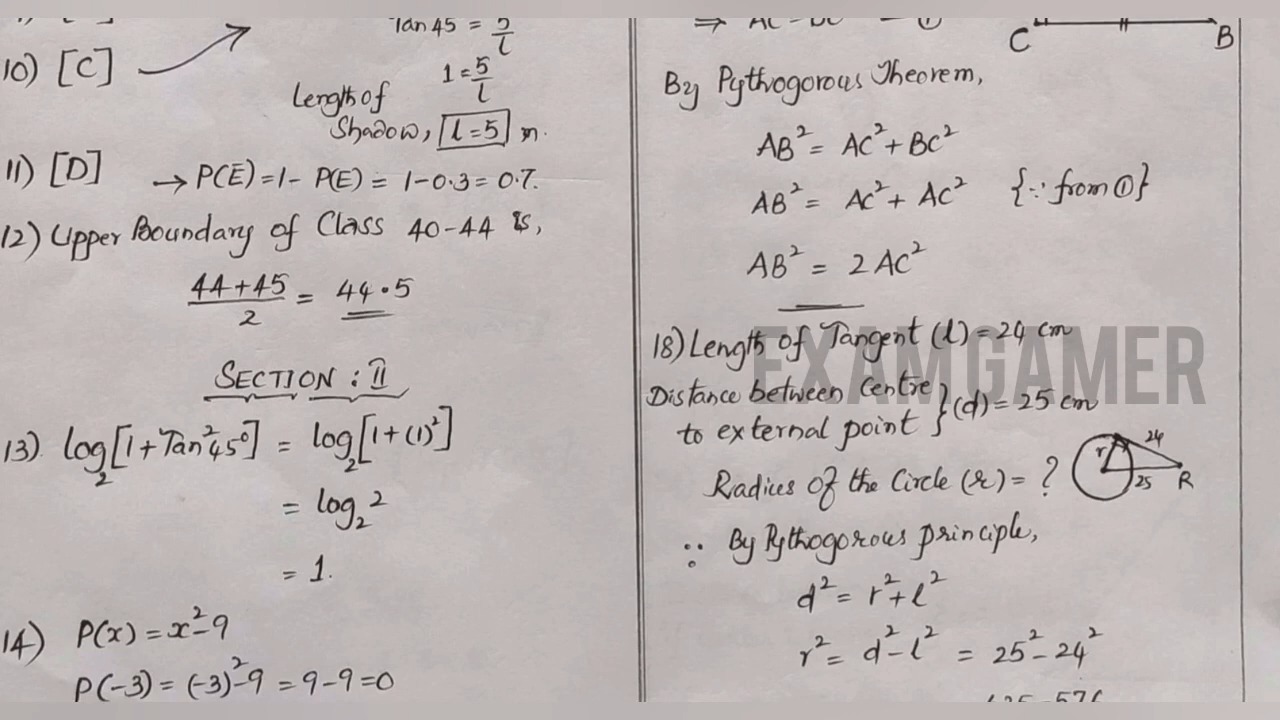 10) [C]
Tan 45 = 5/l
1 = 5/l
Length of
Shadow, l = 5 m.
11) [D] → P(E) = 1 - P(E) = 1 - 0.3 = 0.7.
12) Upper Boundary of Class 40-44 is,
44+45/2 = 44.5
SECTION : II
13) log₂[1 + Tan²45°] = log₂[1 + (1)²]
= log₂2
= 1.
14) P(x) = x² - 9
P(-3) = (-3)² - 9 = 9 - 9 = 0
⇒ AC = BC — ①
C B
By Pythogorous Theorem,
AB² = AC² + BC²
AB² = AC² + AC² {∵ from ①}
AB² = 2AC²
EXAMGAMER
18) Length of Tangent (l) = 24 cm
Distance between Centre
to external point } (d) = 25 cm
Radius of the Circle (r) = ?
r 24 25 R
∵ By Pythogorous principle,
d² = r² + l²
r² = d² - l² = 25² - 24²